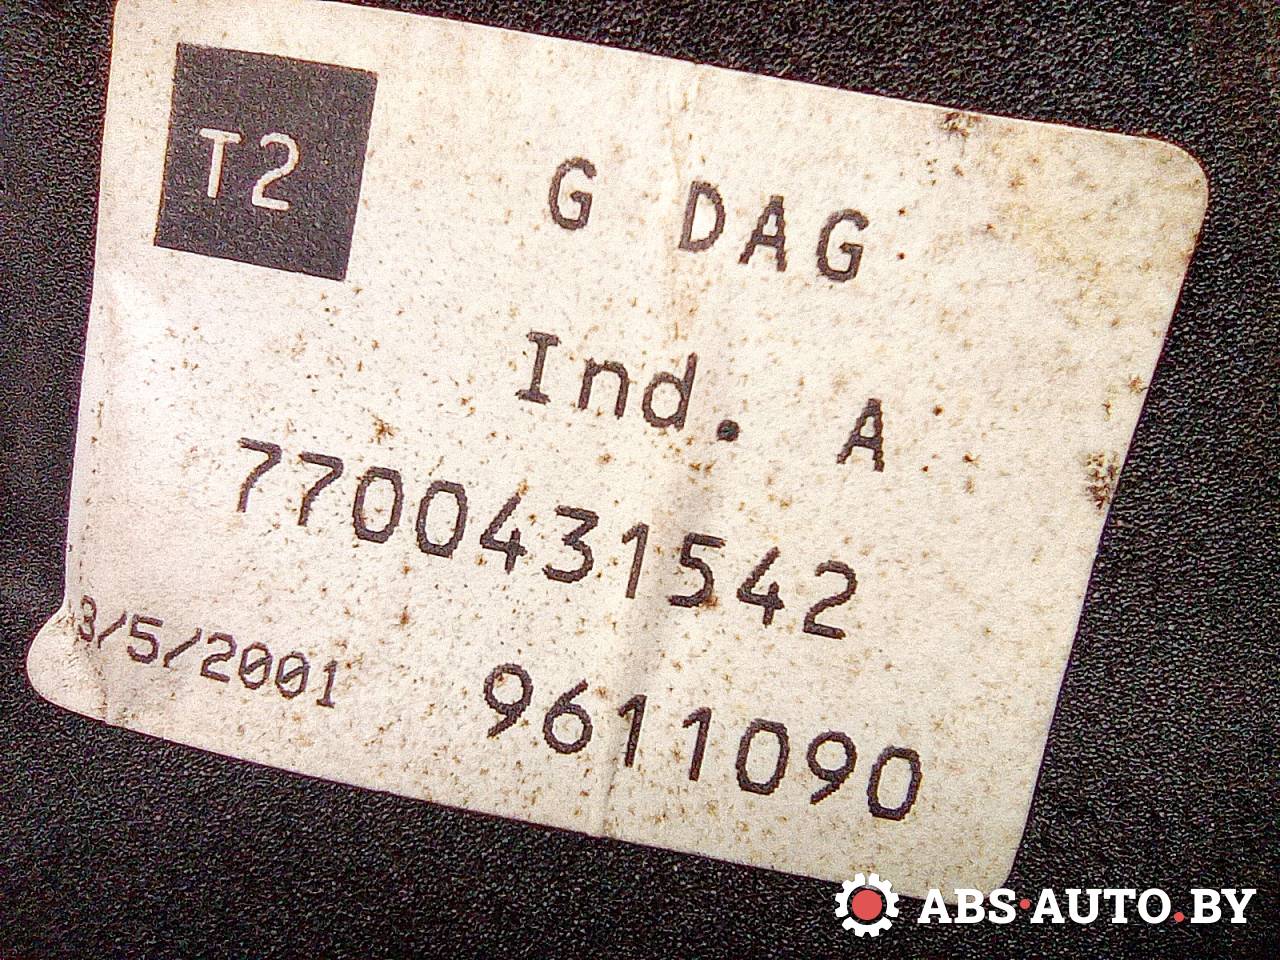 T2
G DAG
Ind. A
7700431542
3/5/2001 9611090
ABS·AUTO.BY